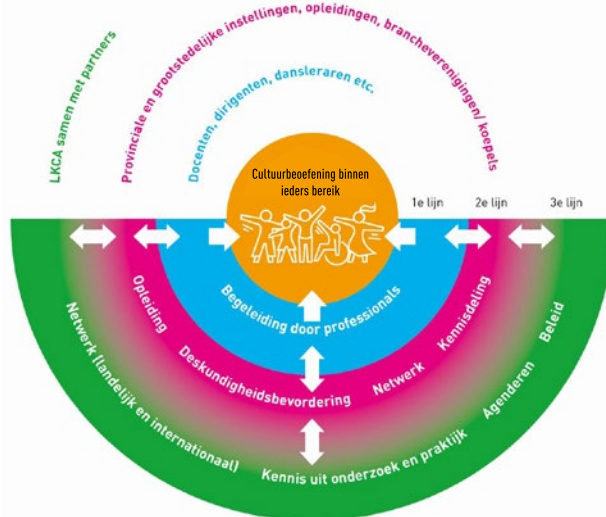 LKCA samen met partners
Provinciale en grootstedelijke instellingen, opleidingen, brancheverenigingen/ koepels
Docenten, dirigenten, dansleraren etc.
Cultuurbeoefening binnen
ieders bereik
1e lijn
2e lijn
3e lijn
Begeleiding door professionals
Opleiding
Deskundigheidsbevordering
Netwerk
Kennisdeling
Netwerk (landelijk en internationaal)
Kennis uit onderzoek en praktijk
Agenderen
Beleid